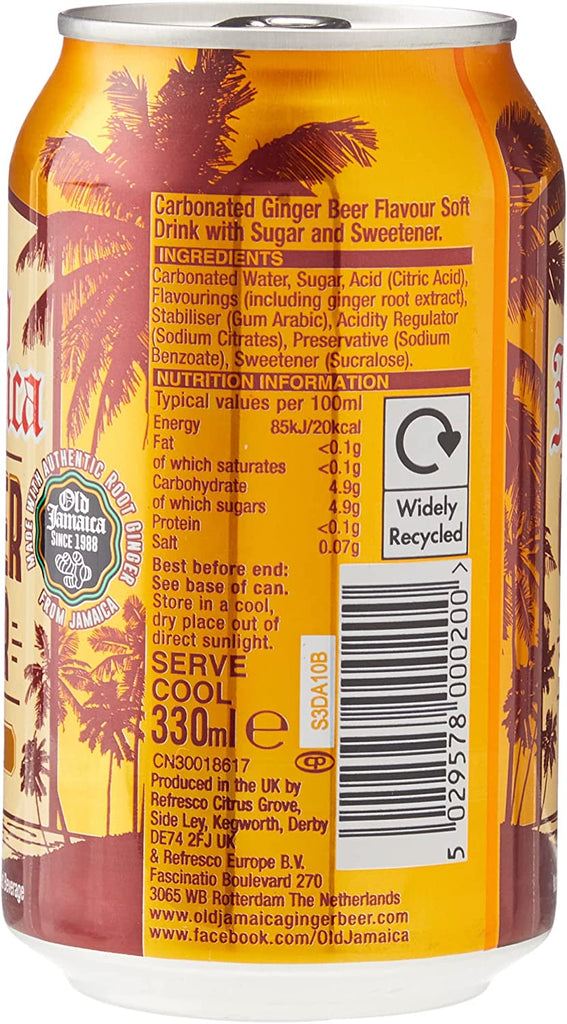 Carbonated Ginger Beer Flavour Soft
Drink with Sugar and Sweetener.
INGREDIENTS
Carbonated Water, Sugar, Acid (Citric Acid),
Flavourings (including ginger root extract),
Stabiliser (Gum Arabic), Acidity Regulator
(Sodium Citrates), Preservative (Sodium
Benzoate), Sweetener (Sucralose).
NUTRITION INFORMATION
Typical values per 100ml
Energy 85kJ/20kcal
Fat <0.1g
of which saturates <0.1g
Carbohydrate 4.9g
of which sugars 4.9g
Protein <0.1g
Salt 0.07g
Widely
Recycled
MADE WITH AUTHENTIC ROOT GINGER
FROM JAMAICA
Old
Jamaica
SINCE 1988
Best before end:
See base of can.
Store in a cool,
dry place out of
direct sunlight.
SERVE
COOL
330ml e
S3DA10B
5 029578 000200 >
CN30018617
Produced in the UK by
Refresco Citrus Grove,
Side Ley, Kegworth, Derby
DE74 2FJ UK
& Refresco Europe B.V.
Fascinatio Boulevard 270
3065 WB Rotterdam The Netherlands
www.oldjamaicagingerbeer.com
www.facebook.com/OldJamaica
Beverage